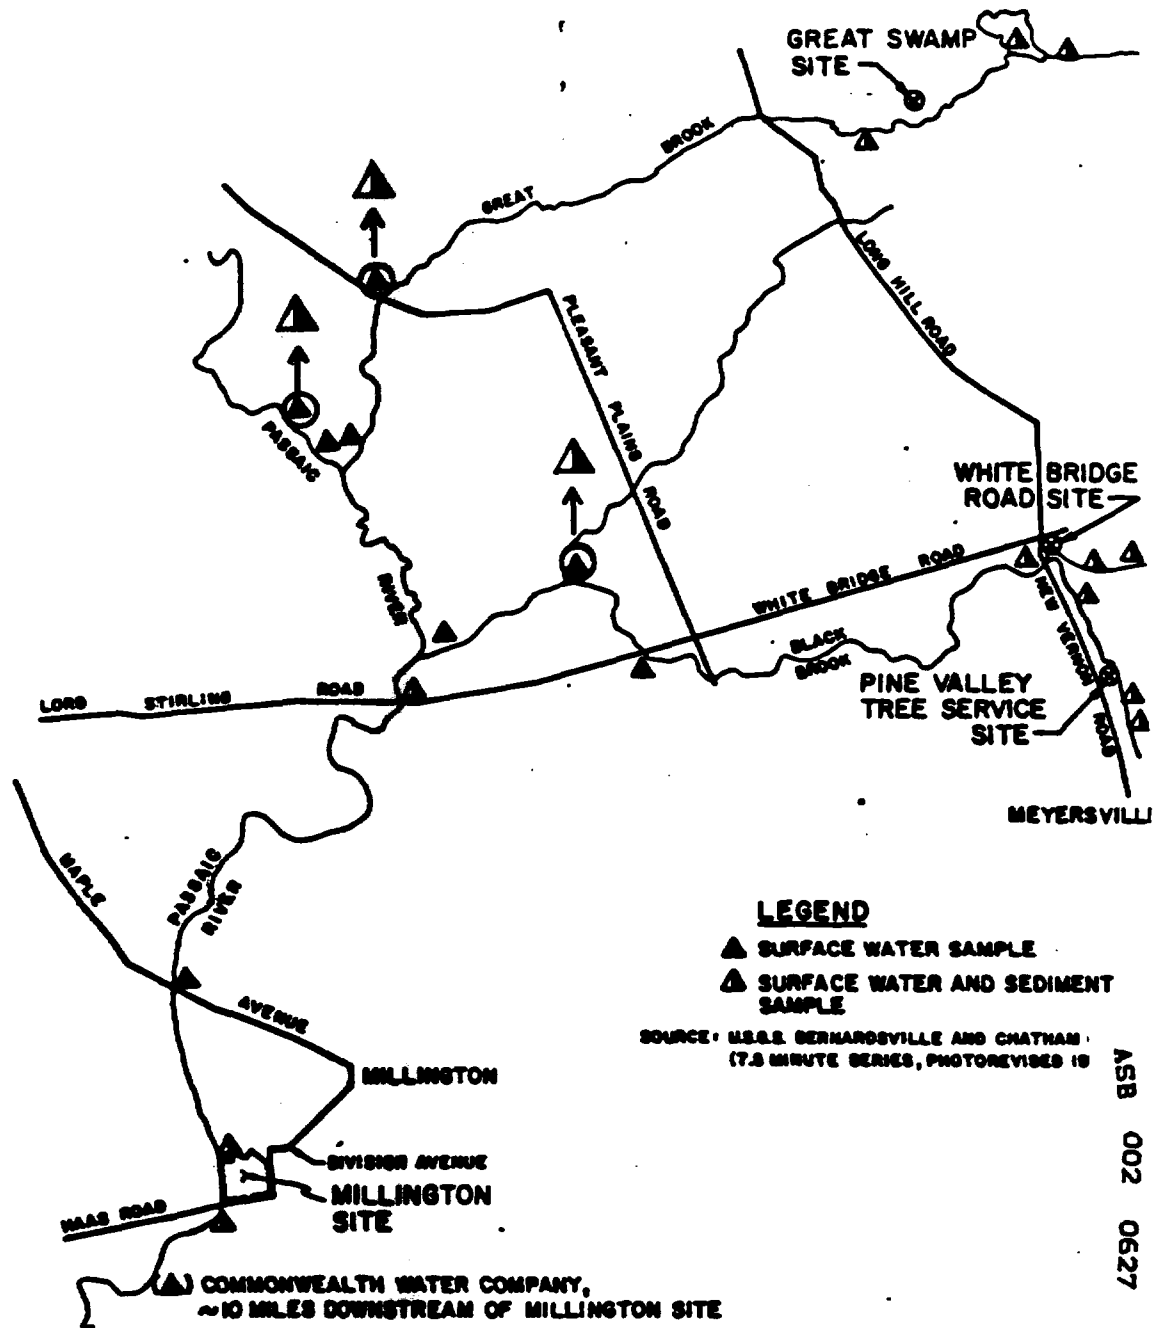 GREAT SWAMP
SITE
BROOK
GREAT
LONG HILL ROAD
PLEASANT PLAINS ROAD
PASSAIC
RIVER
WHITE BRIDGE
ROAD SITE
WHITE BRIDGE ROAD
BLACK
BROOK
NEW VERNON ROAD
PINE VALLEY
TREE SERVICE
SITE
LORD STIRLING ROAD
MEYERSVILL
MAPLE
PASSAIC
RIVER
AVENUE
LEGEND
SURFACE WATER SAMPLE
SURFACE WATER AND SEDIMENT
SAMPLE
SOURCE: U.S.G.S. BERNARDSVILLE AND CHATHAM
(7.5 MINUTE SERIES, PHOTOREVISES 19
MILLINGTON
DIVISION AVENUE
MILLINGTON
SITE
HAAS ROAD
( ) COMMONWEALTH WATER COMPANY,
~10 MILES DOWNSTREAM OF MILLINGTON SITE
ASB 002 0627